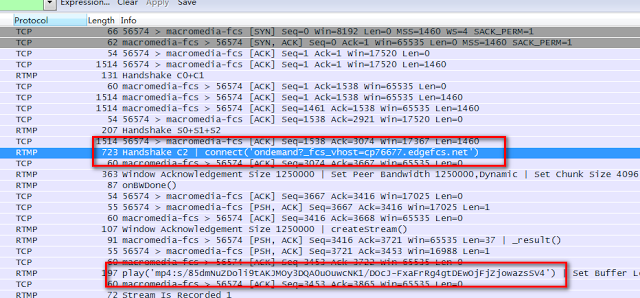 Expression... Clear Apply
Protocol Length Info
TCP 66 56574 > macromedia-fcs [SYN] Seq=0 Win=8192 Len=0 MSS=1460 WS=4 SACK_PERM=1
TCP 62 macromedia-fcs > 56574 [SYN, ACK] Seq=0 Ack=1 Win=65535 Len=0 MSS=1460 SACK_PERM=1
TCP 54 56574 > macromedia-fcs [ACK] Seq=1 Ack=1 Win=17520 Len=0
TCP 1514 56574 > macromedia-fcs [ACK] Seq=1 Ack=1 Win=17520 Len=1460
RTMP 131 Handshake C0+C1
TCP 60 macromedia-fcs > 56574 [ACK] Seq=1 Ack=1538 Win=65535 Len=0
TCP 1514 macromedia-fcs > 56574 [ACK] Seq=1 Ack=1538 Win=65535 Len=1460
TCP 1514 macromedia-fcs > 56574 [ACK] Seq=1461 Ack=1538 Win=65535 Len=1460
TCP 54 56574 > macromedia-fcs [ACK] Seq=1538 Ack=2921 Win=17520 Len=0
RTMP 207 Handshake S0+S1+S2
TCP 1514 56574 > macromedia-fcs [ACK] Seq=1538 Ack=3074 Win=17367 Len=1460
RTMP 723 Handshake C2 | connect('ondemand?_fcs_vhost=cp76677.edgefcs.net')
TCP 60 macromedia-fcs > 56574 [ACK] Seq=3074 Ack=3667 Win=65535 Len=0
RTMP 363 Window Acknowledgement Size 1250000 | Set Peer Bandwidth 1250000,Dynamic | Set Chunk Size 4096
RTMP 87 onBWDone()
TCP 54 56574 > macromedia-fcs [ACK] Seq=3667 Ack=3416 Win=17025 Len=0
TCP 55 56574 > macromedia-fcs [PSH, ACK] Seq=3667 Ack=3416 Win=17025 Len=1
TCP 60 macromedia-fcs > 56574 [ACK] Seq=3416 Ack=3668 Win=65535 Len=0
RTMP 107 Window Acknowledgement Size 1250000 | createStream()
RTMP 91 macromedia-fcs > 56574 [PSH, ACK] Seq=3416 Ack=3721 Win=65535 Len=37 | _result()
TCP 55 56574 > macromedia-fcs [PSH, ACK] Seq=3721 Ack=3453 Win=16988 Len=1
TCP 60 macromedia-fcs > 56574 [ACK] Seq=3453 Ack=3722 Win=65535 Len=0
RTMP 197 play('mp4:s/85dmNuZDoli9tAKJMOy3DQAOuOuwcNK1/DOcJ-FxaFrRg4gtDEwOjFjZjowazsSV4') | Set Buffer Le
TCP 60 macromedia-fcs > 56574 [ACK] Seq=3453 Ack=3865 Win=65535 Len=0
RTMP 72 Stream Is Recorded 1